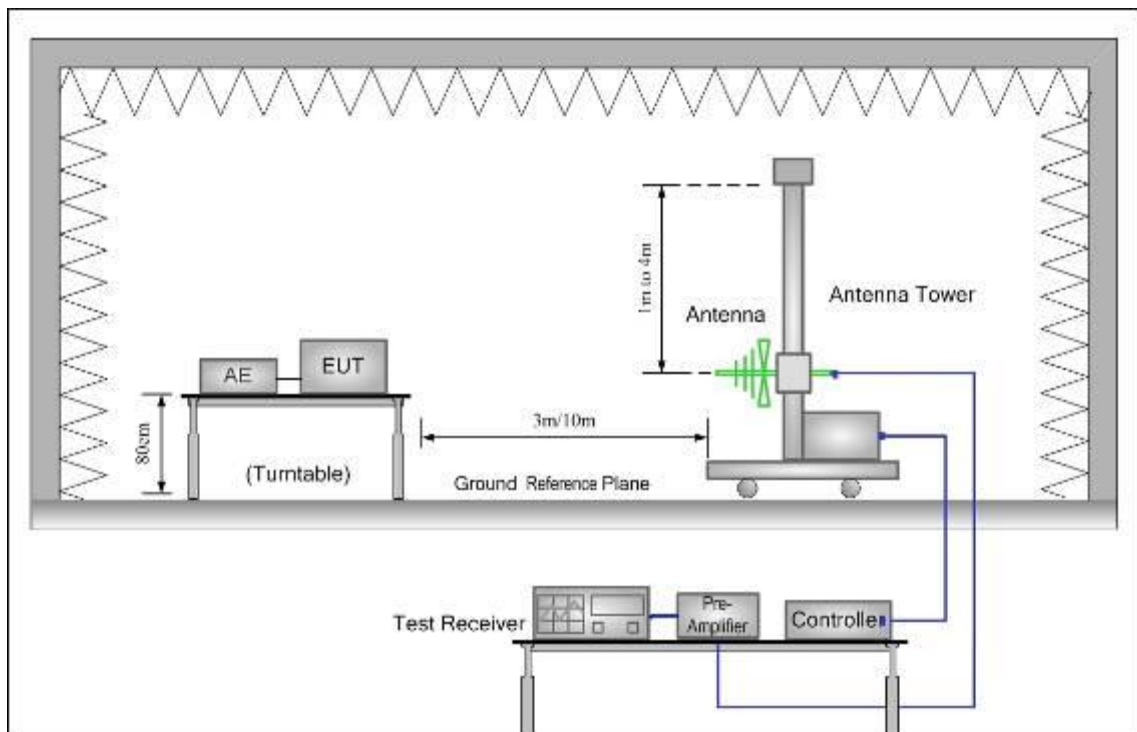 1m to 4m
Antenna Tower
Antenna
EUT
AE
3m/10m
80cm
(Turntable)
Ground Reference Plane
Test Receiver
Pre-
Amplifier
Controlle